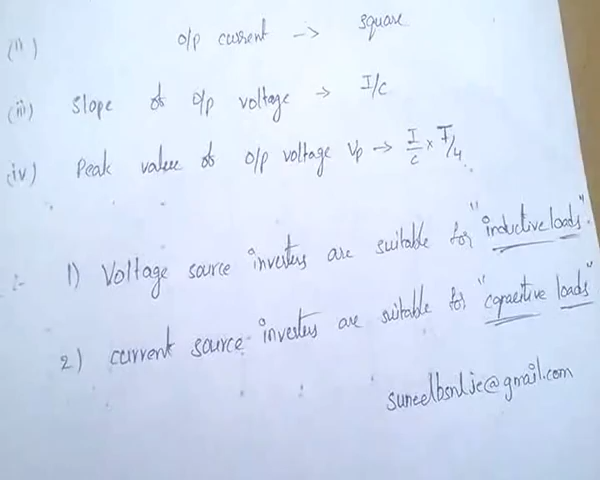 (ii) o/p current -> square
(iii) Slope of o/p voltage → I/c
(iv) Peak value of o/p voltage Vp → I/c x T/4
:- 1) Voltage source inverters are suitable for "inductive loads".
2) current source inverters are suitable for "capacitive loads"
suneelbsnlje@gmail.com